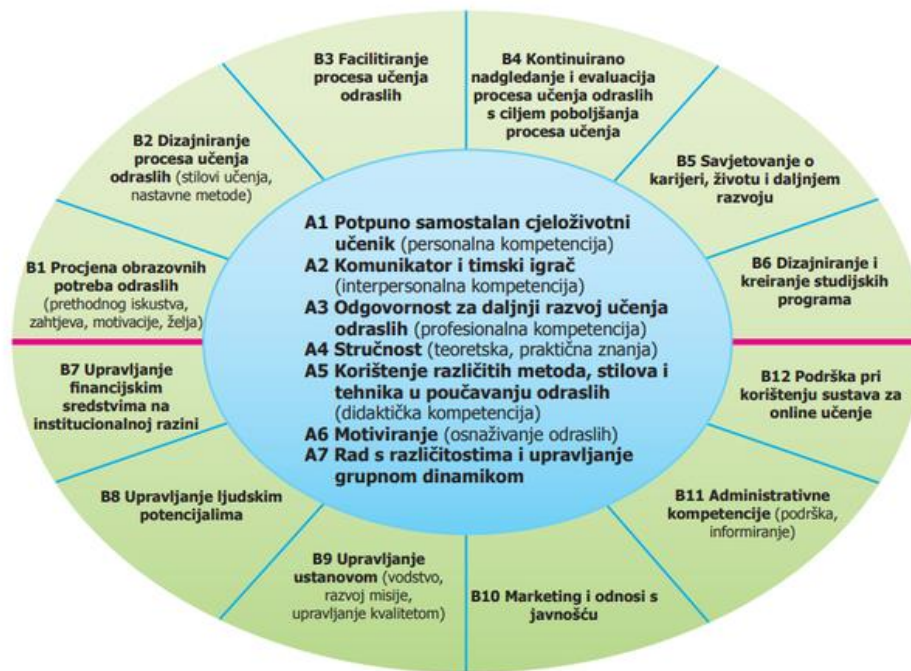 B3 Facilitiranje
procesa učenja
odraslih
B4 Kontinuirano
nadgledanje i evaluacija
procesa učenja odraslih
s ciljem poboljšanja
procesa učenja
B2 Dizajniranje
procesa učenja
odraslih (stilovi učenja,
nastavne metode)
B5 Savjetovanje o
karijeri, životu i daljnjem
razvoju
B1 Procjena obrazovnih
potreba odraslih
(prethodnog iskustva,
zahtjeva, motivacije, želja)
B6 Dizajniranje i
kreiranje studijskih
programa
A1 Potpuno samostalan cjeloživotni
učenik (personalna kompetencija)
A2 Komunikator i timski igrač
(interpersonalna kompetencija)
A3 Odgovornost za daljnji razvoj učenja
odraslih (profesionalna kompetencija)
A4 Stručnost (teoretska, praktična znanja)
A5 Korištenje različitih metoda, stilova i
tehnika u poučavanju odraslih
(didaktička kompetencija)
A6 Motiviranje (osnaživanje odraslih)
A7 Rad s različitostima i upravljanje
grupnom dinamikom
B7 Upravljanje
financijskim
sredstvima na
institucionalnoj razini
B12 Podrška pri
korištenju sustava za
online učenje
B8 Upravljanje ljudskim
potencijalima
B11 Administrativne
kompetencije (podrška,
informiranje)
B9 Upravljanje
ustanovom (vodstvo,
razvoj misije,
upravljanje kvalitetom)
B10 Marketing i odnosi s
javnošću